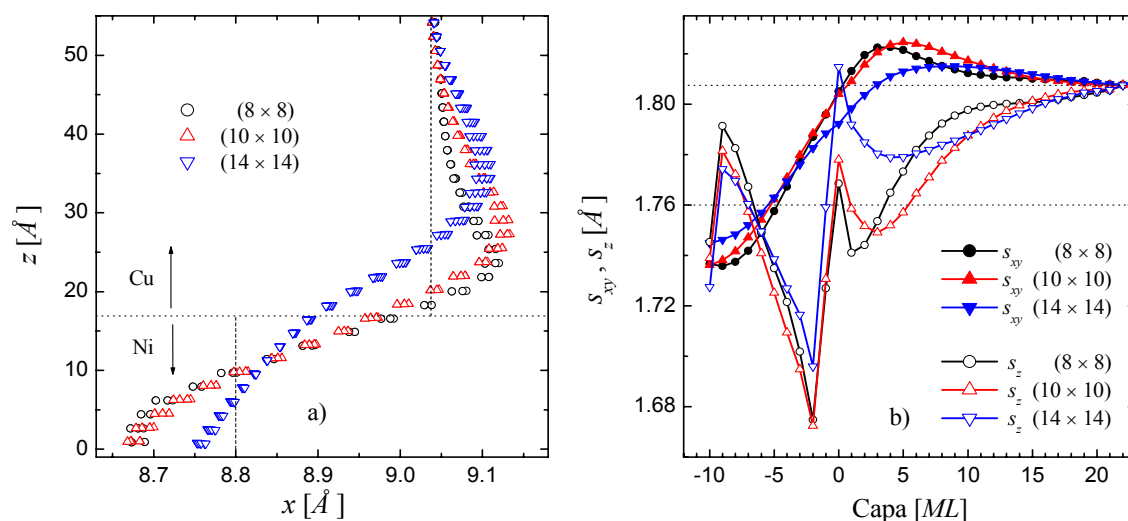 50
40
30
20
10
0
z [Å]
(8 × 8)
(10 × 10)
(14 × 14)
Cu
Ni
a)
8.7 8.8 8.9 9.0 9.1
x [Å]
1.80
1.76
1.72
1.68
s_xy, s_z [Å]
s_xy (8 × 8)
s_xy (10 × 10)
s_xy (14 × 14)
s_z (8 × 8)
s_z (10 × 10)
s_z (14 × 14)
b)
-10 -5 0 5 10 15 20
Capa [ML]